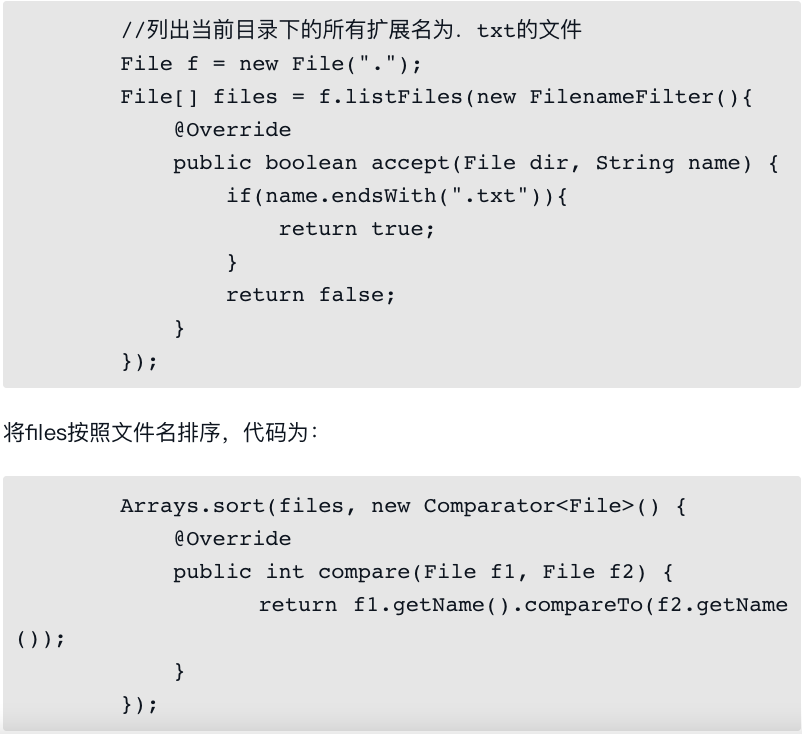 //列出当前目录下的所有扩展名为．txt的文件
File f = new File(".");
File[] files = f.listFiles(new FilenameFilter(){
    @Override
    public boolean accept(File dir, String name) {
        if(name.endsWith(".txt")){
            return true;
        }
        return false;
    }
});
将files按照文件名排序，代码为：
Arrays.sort(files, new Comparator<File>() {
    @Override
    public int compare(File f1, File f2) {
        return f1.getName().compareTo(f2.getName
());
    }
});